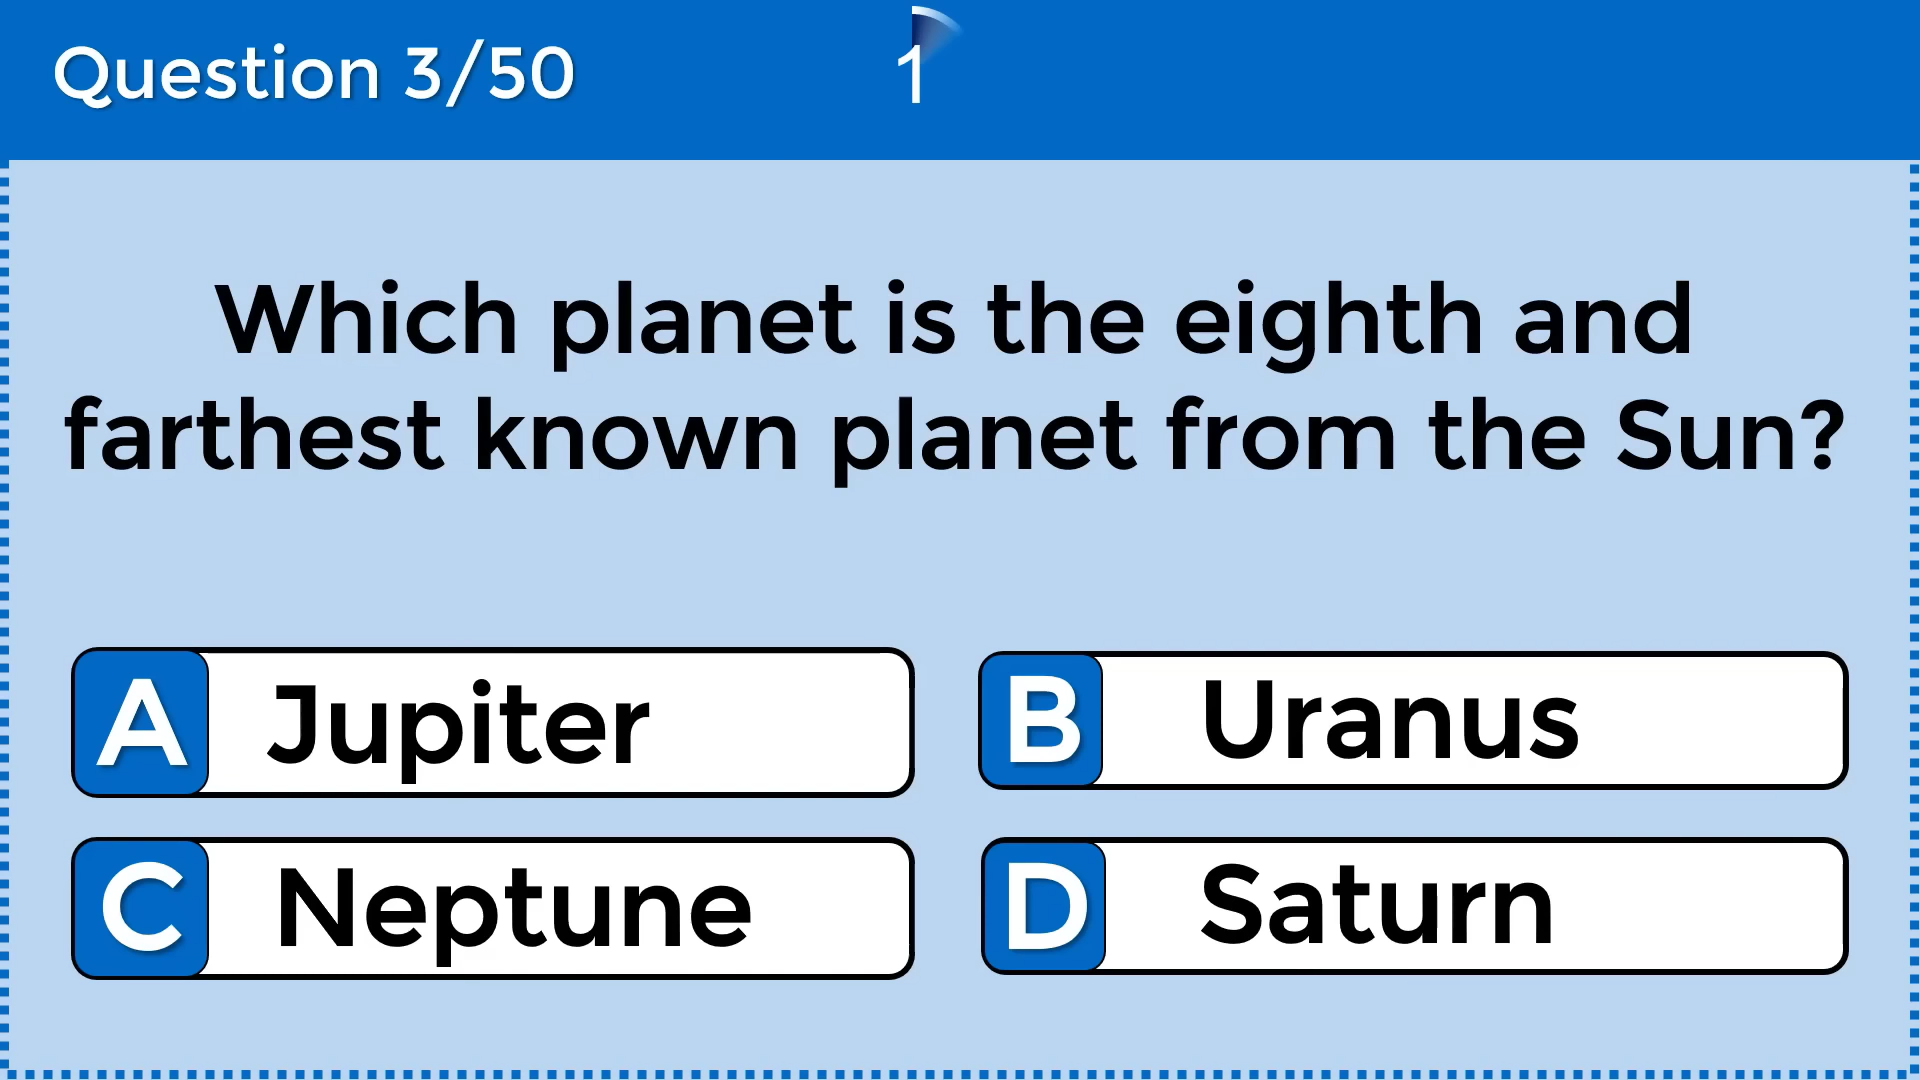 Question 3/50
1
Which planet is the eighth and
farthest known planet from the Sun?
A Jupiter
B Uranus
C Neptune
D Saturn